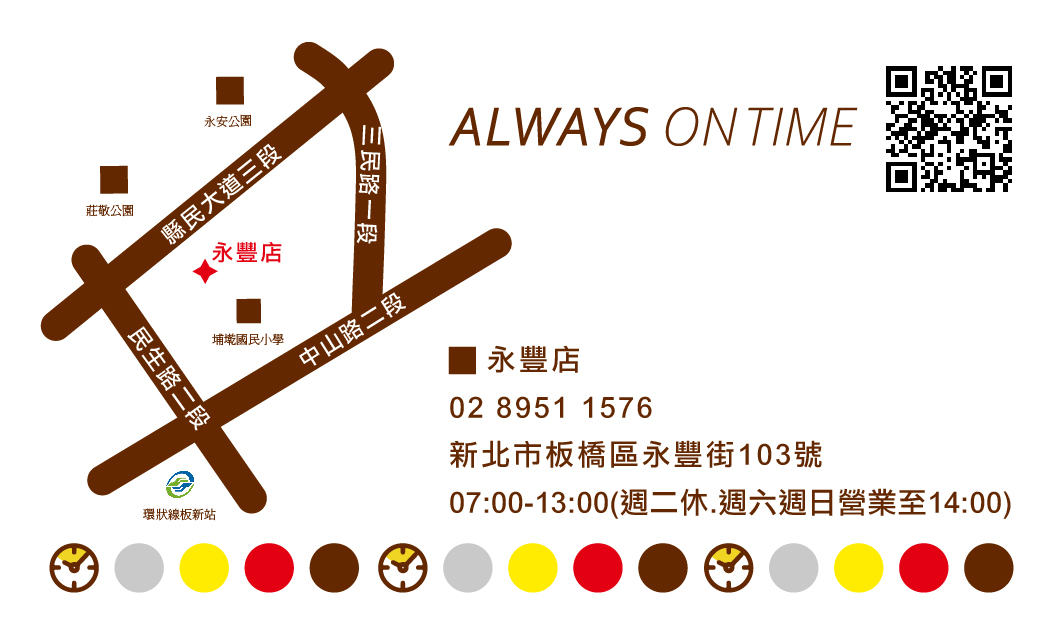 永安公園
莊敬公園
縣民大道三段
三民路一段
永豐店
埔墘國民小學
中山路二段
民生路二段
環狀線板新站
ALWAYS ON TIME
永豐店
02 8951 1576
新北市板橋區永豐街103號
07:00-13:00(週二休.週六週日營業至14:00)